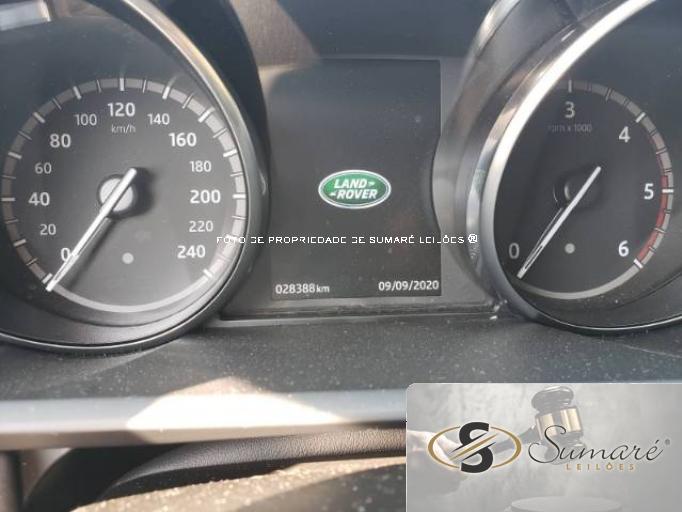 0
20
40
60
80
100
120
140
160
180
200
220
240
km/h
LAND
ROVER
028388 km
09/09/2020
0
3
4
5
6
rpm x 1000
FOTO DE PROPRIEDADE DE SUMARÉ LEILÕES ®
S
Sumaré®
LEILÕES